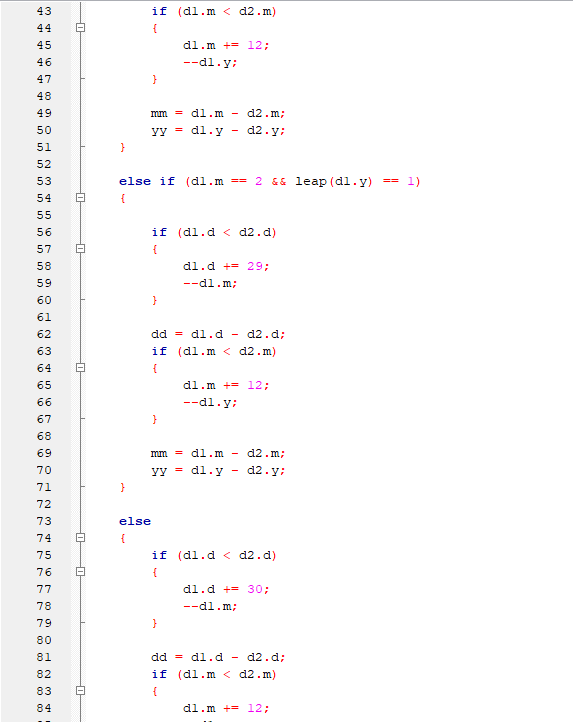 43 if (d1.m < d2.m)
44 {
45 d1.m += 12;
46 --d1.y;
47 }
48
49 mm = d1.m - d2.m;
50 yy = d1.y - d2.y;
51 }
52
53 else if (d1.m == 2 && leap(d1.y) == 1)
54 {
55
56 if (d1.d < d2.d)
57 {
58 d1.d += 29;
59 --d1.m;
60 }
61
62 dd = d1.d - d2.d;
63 if (d1.m < d2.m)
64 {
65 d1.m += 12;
66 --d1.y;
67 }
68
69 mm = d1.m - d2.m;
70 yy = d1.y - d2.y;
71 }
72
73 else
74 {
75 if (d1.d < d2.d)
76 {
77 d1.d += 30;
78 --d1.m;
79 }
80
81 dd = d1.d - d2.d;
82 if (d1.m < d2.m)
83 {
84 d1.m += 12;